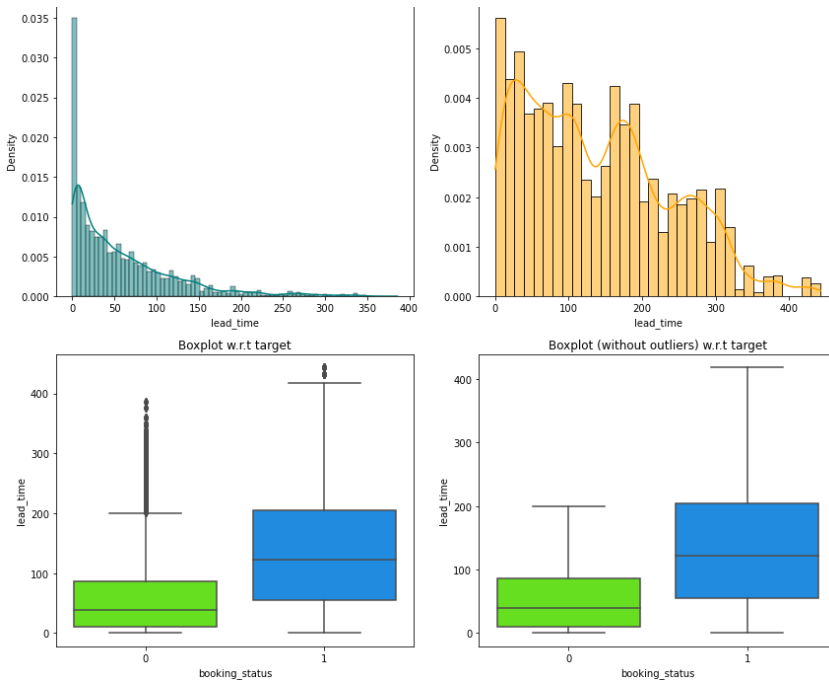 0.035
0.030
0.025
0.020
0.015
0.010
0.005
0.000
Density
0 50 100 150 200 250 300 350 400
lead_time
0.005
0.004
0.003
0.002
0.001
0.000
Density
0 100 200 300 400
lead_time
Boxplot w.r.t target
400
300
200
100
0
lead_time
0 1
booking_status
Boxplot (without outliers) w.r.t target
400
300
200
100
0
lead_time
0 1
booking_status